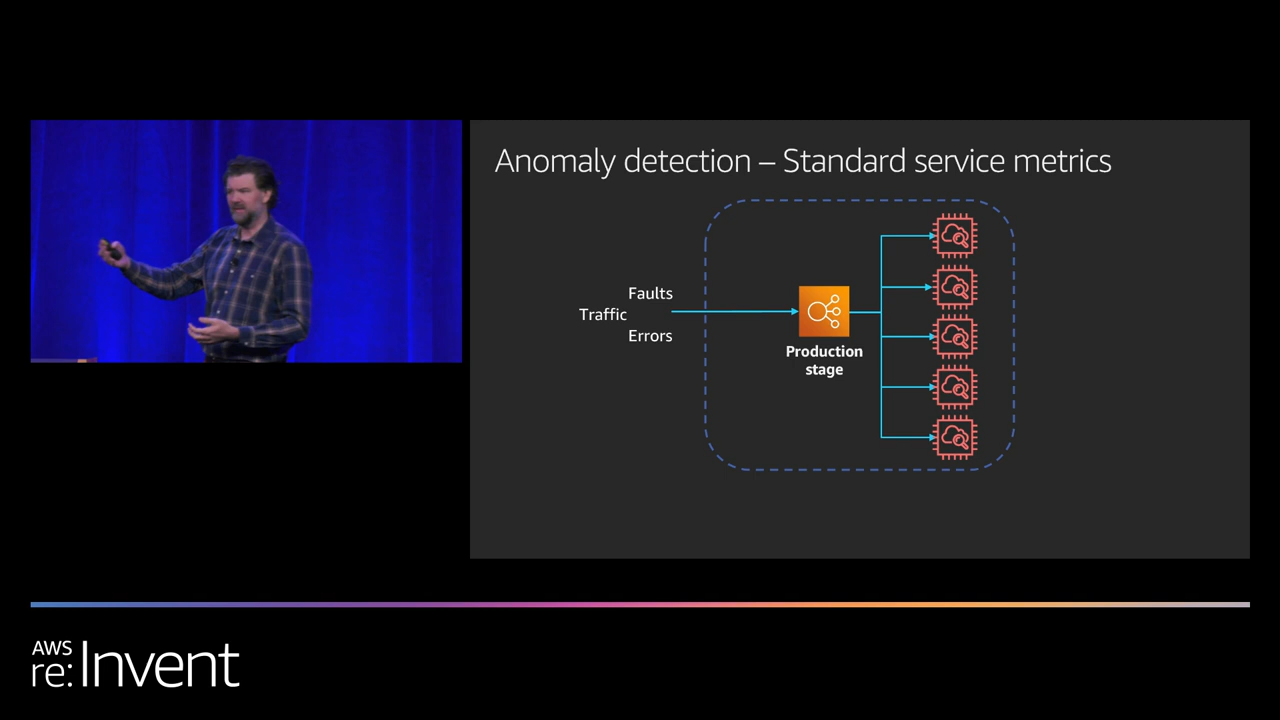 Anomaly detection – Standard service metrics
Faults
Traffic
Errors
Production
stage
AWS
re:Invent